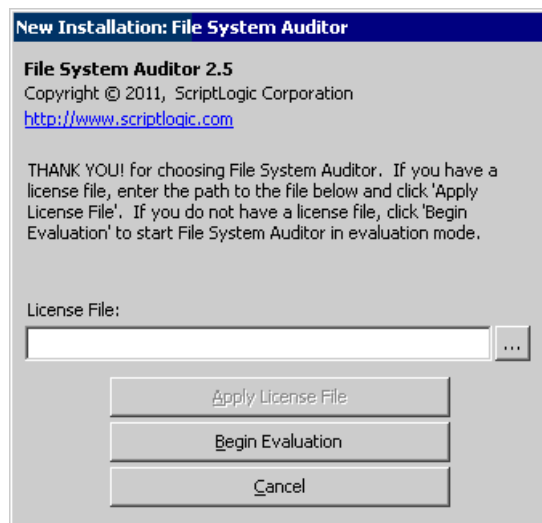 New Installation: File System Auditor
File System Auditor 2.5
Copyright © 2011, ScriptLogic Corporation
http://www.scriptlogic.com
THANK YOU! for choosing File System Auditor. If you have a
license file, enter the path to the file below and click 'Apply
License File'. If you do not have a license file, click 'Begin
Evaluation' to start File System Auditor in evaluation mode.
License File:
...
Apply License File
Begin Evaluation
Cancel